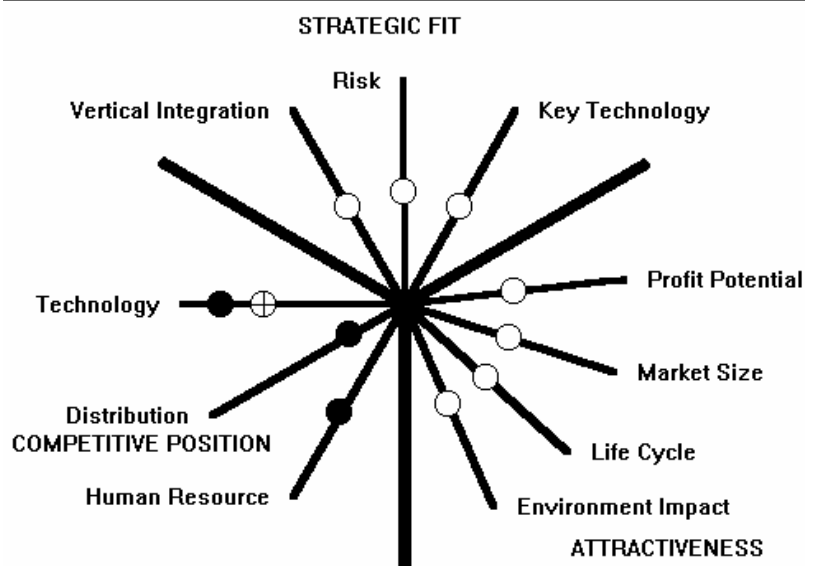 STRATEGIC FIT
Risk
Vertical Integration
Key Technology
Profit Potential
Technology
Market Size
Distribution
COMPETITIVE POSITION
Life Cycle
Human Resource
Environment Impact
ATTRACTIVENESS